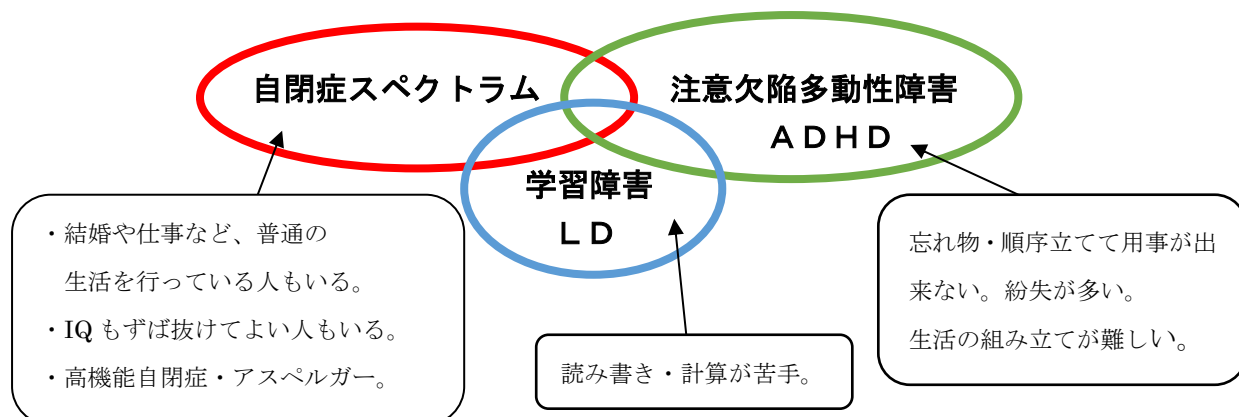 自閉症スペクトラム
注意欠陥多動性障害
ＡＤＨＤ
学習障害
ＬＤ
・結婚や仕事など、普通の
生活を行っている人もいる。
・IQ もずば抜けてよい人もいる。
・高機能自閉症・アスペルガー。
読み書き・計算が苦手。
忘れ物・順序立てて用事が出
来ない。紛失が多い。
生活の組み立てが難しい。